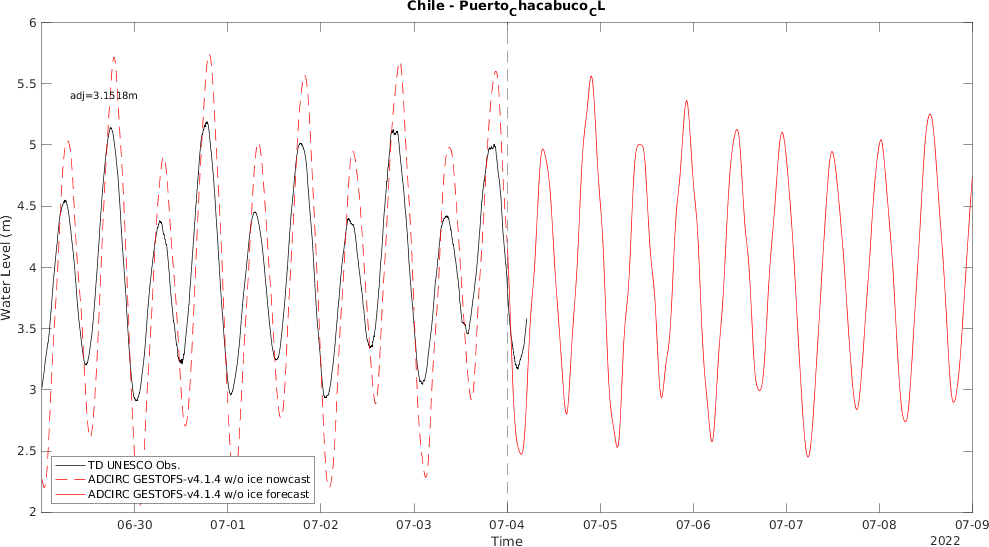 Chile - Puerto_Chacabuco_CL
6
5.5
5
4.5
4
3.5
3
2.5
2
Water Level (m)
adj=3.1518m
TD UNESCO Obs.
ADCIRC GESTOFS-v4.1.4 w/o ice nowcast
ADCIRC GESTOFS-v4.1.4 w/o ice forecast
06-30 07-01 07-02 07-03 07-04 07-05 07-06 07-07 07-08 07-09
Time
2022